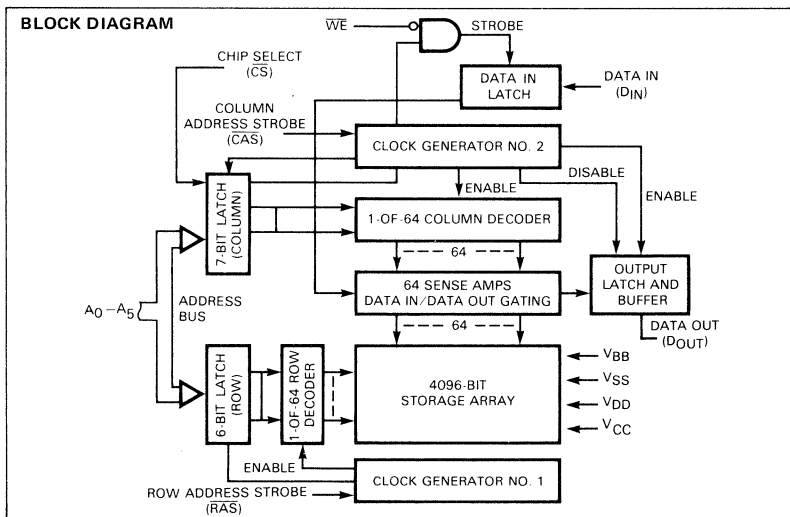 BLOCK DIAGRAM
WE
STROBE
CHIP SELECT
(CS)
DATA IN
LATCH
DATA IN
(DIN)
COLUMN
ADDRESS STROBE
(CAS)
CLOCK GENERATOR NO. 2
ENABLE
DISABLE
ENABLE
7-BIT LATCH
(COLUMN)
1-OF-64 COLUMN DECODER
64
64 SENSE AMPS
DATA IN/DATA OUT GATING
OUTPUT
LATCH AND
BUFFER
A0–A5
ADDRESS
BUS
64
DATA OUT
(DOUT)
6-BIT LATCH
(ROW)
1-OF-64 ROW
DECODER
4096-BIT
STORAGE ARRAY
VBB
VSS
VDD
VCC
ENABLE
CLOCK GENERATOR NO. 1
ROW ADDRESS STROBE
(RAS)